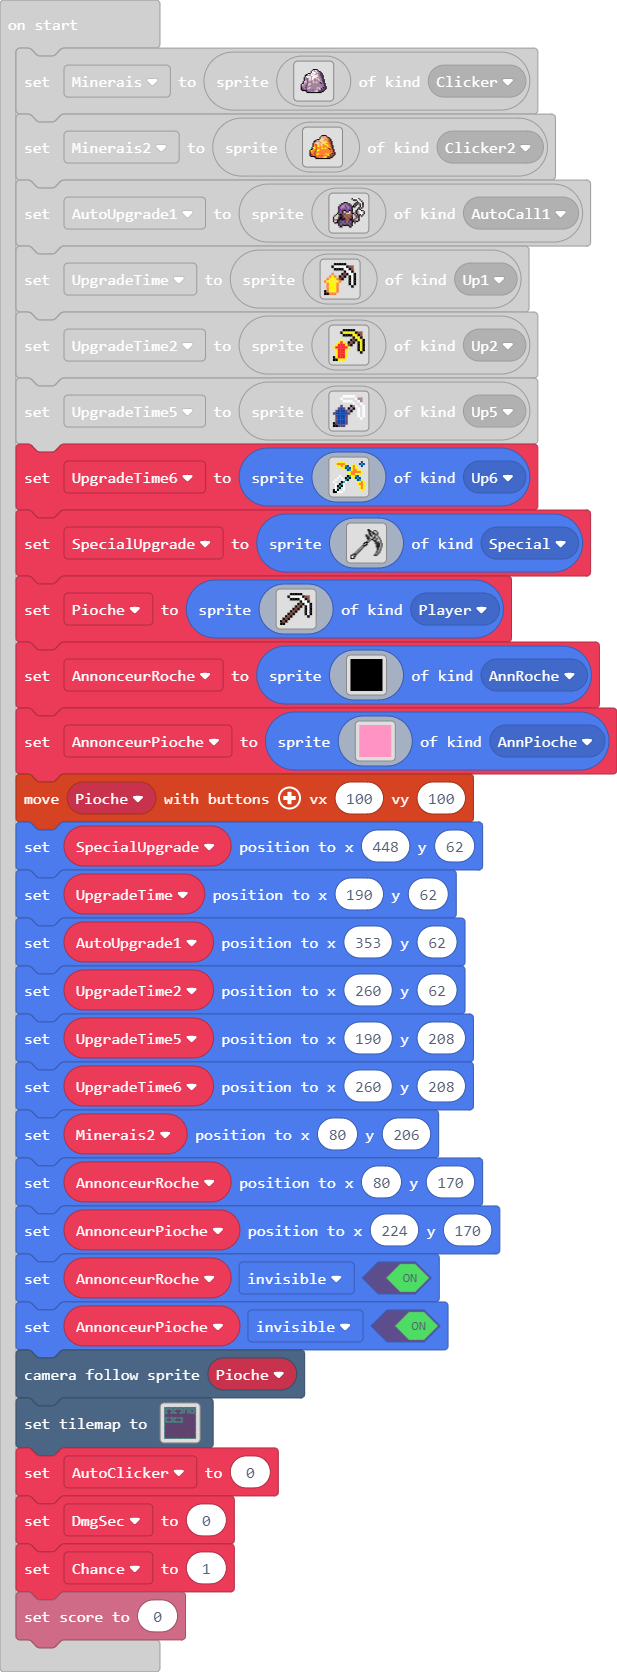 on start
set Minerais to sprite of kind Clicker
set Minerais2 to sprite of kind Clicker2
set AutoUpgrade1 to sprite of kind AutoCall1
set UpgradeTime to sprite of kind Up1
set UpgradeTime2 to sprite of kind Up2
set UpgradeTime5 to sprite of kind Up5
set UpgradeTime6 to sprite of kind Up6
set SpecialUpgrade to sprite of kind Special
set Pioche to sprite of kind Player
set AnnonceurRoche to sprite of kind AnnRoche
set AnnonceurPioche to sprite of kind AnnPioche
move Pioche with buttons vx 100 vy 100
set SpecialUpgrade position to x 448 y 62
set UpgradeTime position to x 190 y 62
set AutoUpgrade1 position to x 353 y 62
set UpgradeTime2 position to x 260 y 62
set UpgradeTime5 position to x 190 y 208
set UpgradeTime6 position to x 260 y 208
set Minerais2 position to x 80 y 206
set AnnonceurRoche position to x 80 y 170
set AnnonceurPioche position to x 224 y 170
set AnnonceurRoche invisible ON
set AnnonceurPioche invisible ON
camera follow sprite Pioche
set tilemap to
set AutoClicker to 0
set DmgSec to 0
set Chance to 1
set score to 0